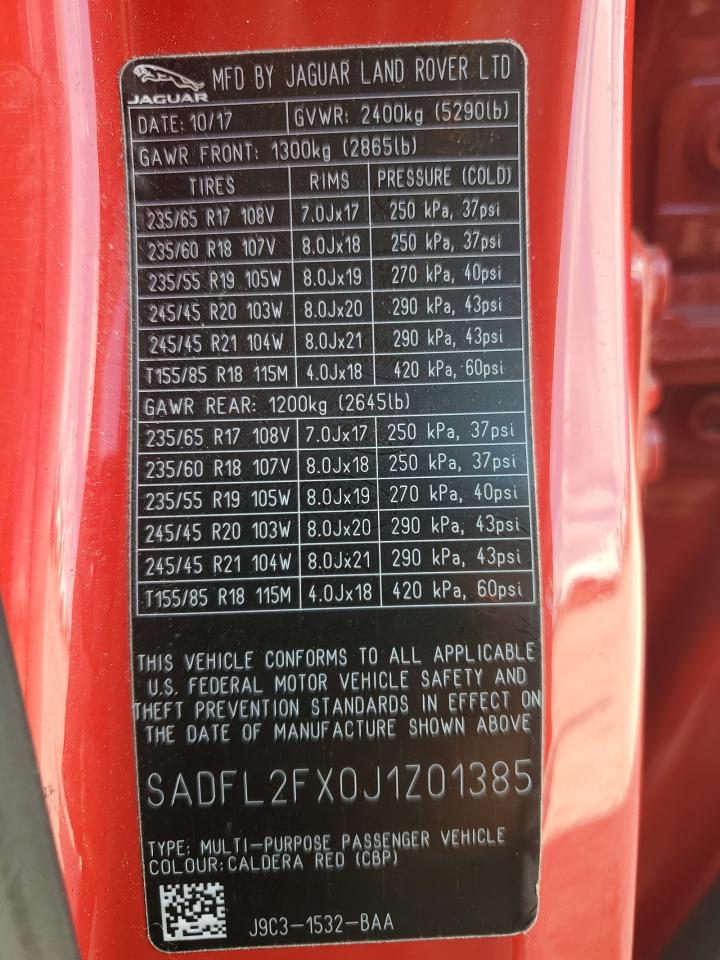 JAGUAR
MFD BY JAGUAR LAND ROVER LTD
DATE: 10/17 GVWR: 2400kg (5290lb)
GAWR FRONT: 1300kg (2865lb)
TIRES RIMS PRESSURE (COLD)
235/65 R17 108V 7.0Jx17 250 kPa, 37psi
235/60 R18 107V 8.0Jx18 250 kPa, 37psi
235/55 R19 105W 8.0Jx19 270 kPa, 40psi
245/45 R20 103W 8.0Jx20 290 kPa, 43psi
245/45 R21 104W 8.0Jx21 290 kPa, 43psi
T155/85 R18 115M 4.0Jx18 420 kPa, 60psi
GAWR REAR: 1200kg (2645lb)
235/65 R17 108V 7.0Jx17 250 kPa, 37psi
235/60 R18 107V 8.0Jx18 250 kPa, 37psi
235/55 R19 105W 8.0Jx19 270 kPa, 40psi
245/45 R20 103W 8.0Jx20 290 kPa, 43psi
245/45 R21 104W 8.0Jx21 290 kPa, 43psi
T155/85 R18 115M 4.0Jx18 420 kPa, 60psi
THIS VEHICLE CONFORMS TO ALL APPLICABLE
U.S. FEDERAL MOTOR VEHICLE SAFETY AND
THEFT PREVENTION STANDARDS IN EFFECT ON
THE DATE OF MANUFACTURE SHOWN ABOVE
SADFL2FX0J1Z01385
TYPE: MULTI-PURPOSE PASSENGER VEHICLE
COLOUR:CALDERA RED (CBP)
J9C3-1532-BAA